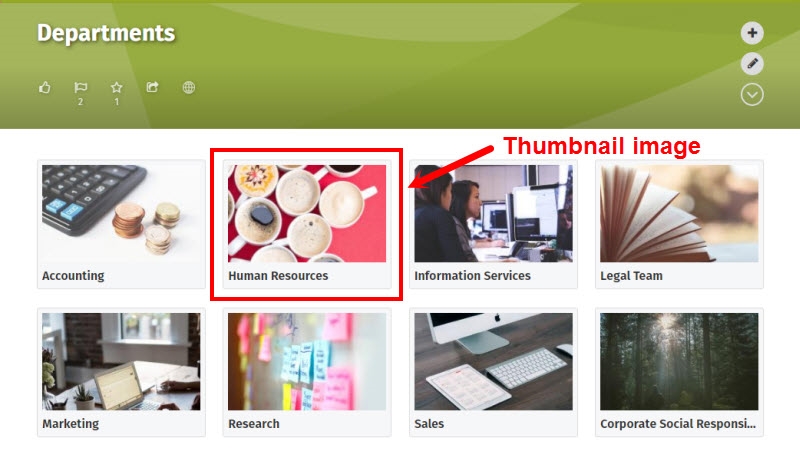 Departments
2
1
Thumbnail image
Accounting
Human Resources
Information Services
Legal Team
Marketing
Research
Sales
Corporate Social Responsi...